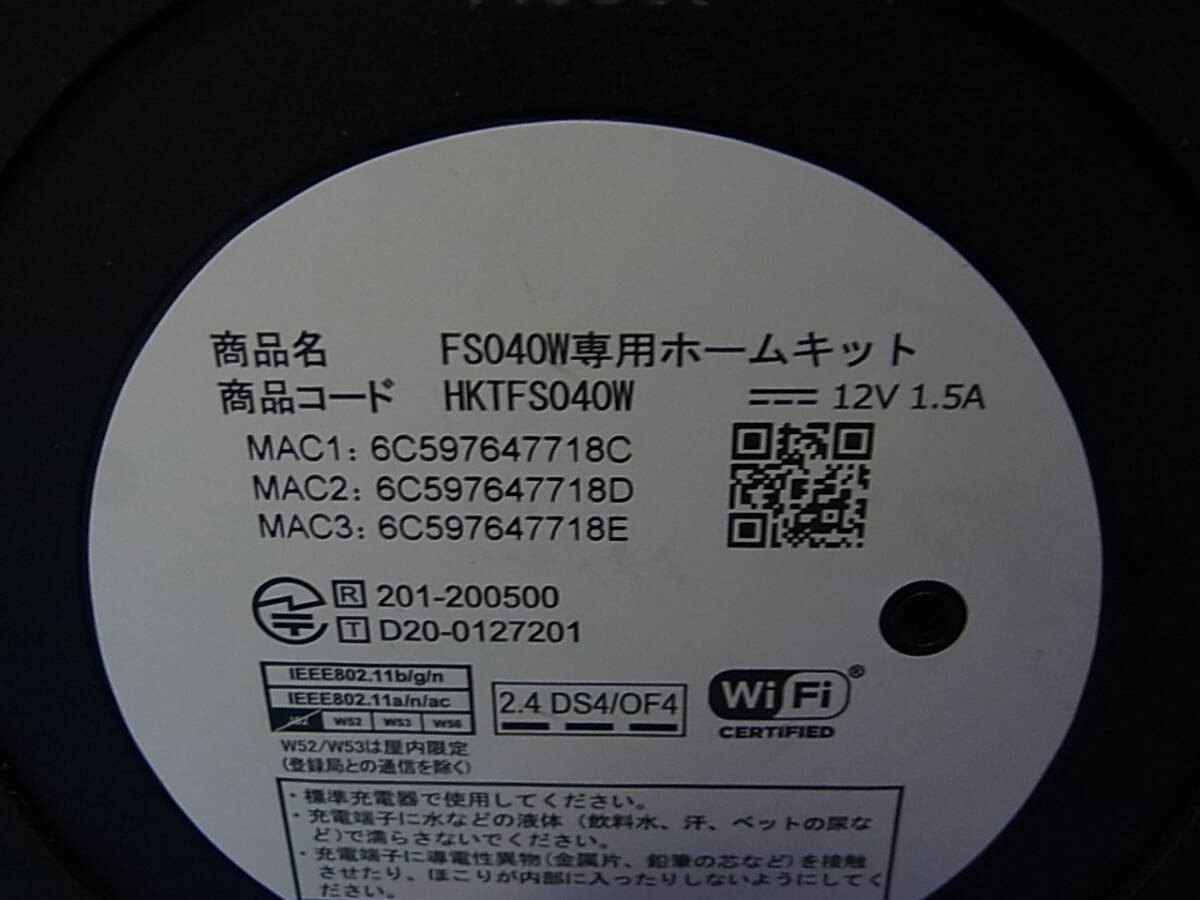 商品名 FS040W専用ホームキット
商品コード HKTFS040W ⎓ 12V 1.5A
MAC1: 6C597647718C
MAC2: 6C597647718D
MAC3: 6C597647718E
R 201-200500
T D20-0127201
IEEE802.11b/g/n
IEEE802.11a/n/ac
J52 W52 W53 W56
W52/W53は屋内限定
(登録局との通信を除く)
2.4 DS4/OF4
Wi Fi ®
CERTIFIED
・標準充電器で使用してください。
・充電端子に水などの液体（飲料水、汗、ペットの尿な
ど)で濡らさないでください。
・充電端子に導電性異物(金属片、鉛筆の芯など)を接触
させたり、ほこりが内部に入ったりしないようにしてく
ださい。